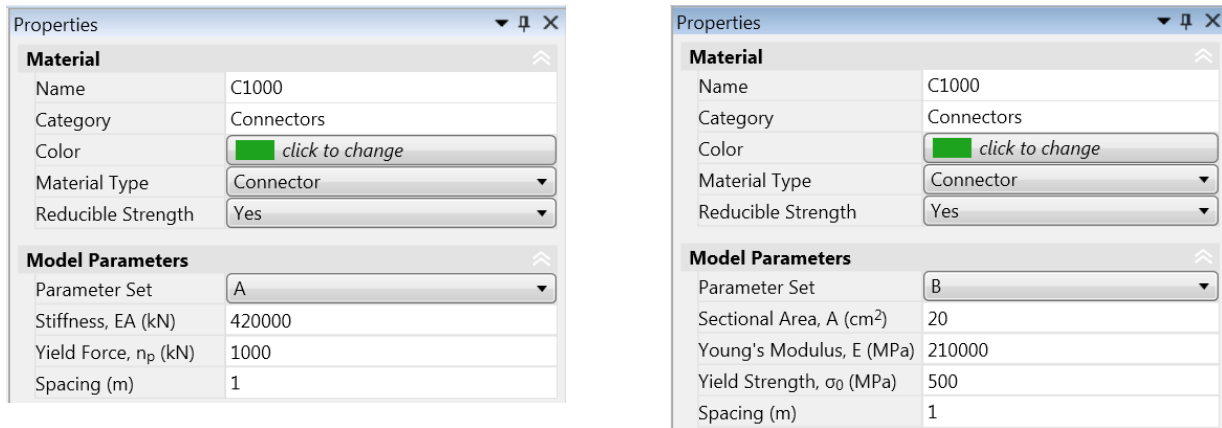 Properties
Material
Name C1000
Category Connectors
Color click to change
Material Type Connector
Reducible Strength Yes
Model Parameters
Parameter Set A
Stiffness, EA (kN) 420000
Yield Force, nₚ (kN) 1000
Spacing (m) 1
Properties
Material
Name C1000
Category Connectors
Color click to change
Material Type Connector
Reducible Strength Yes
Model Parameters
Parameter Set B
Sectional Area, A (cm²) 20
Young's Modulus, E (MPa) 210000
Yield Strength, σ₀ (MPa) 500
Spacing (m) 1